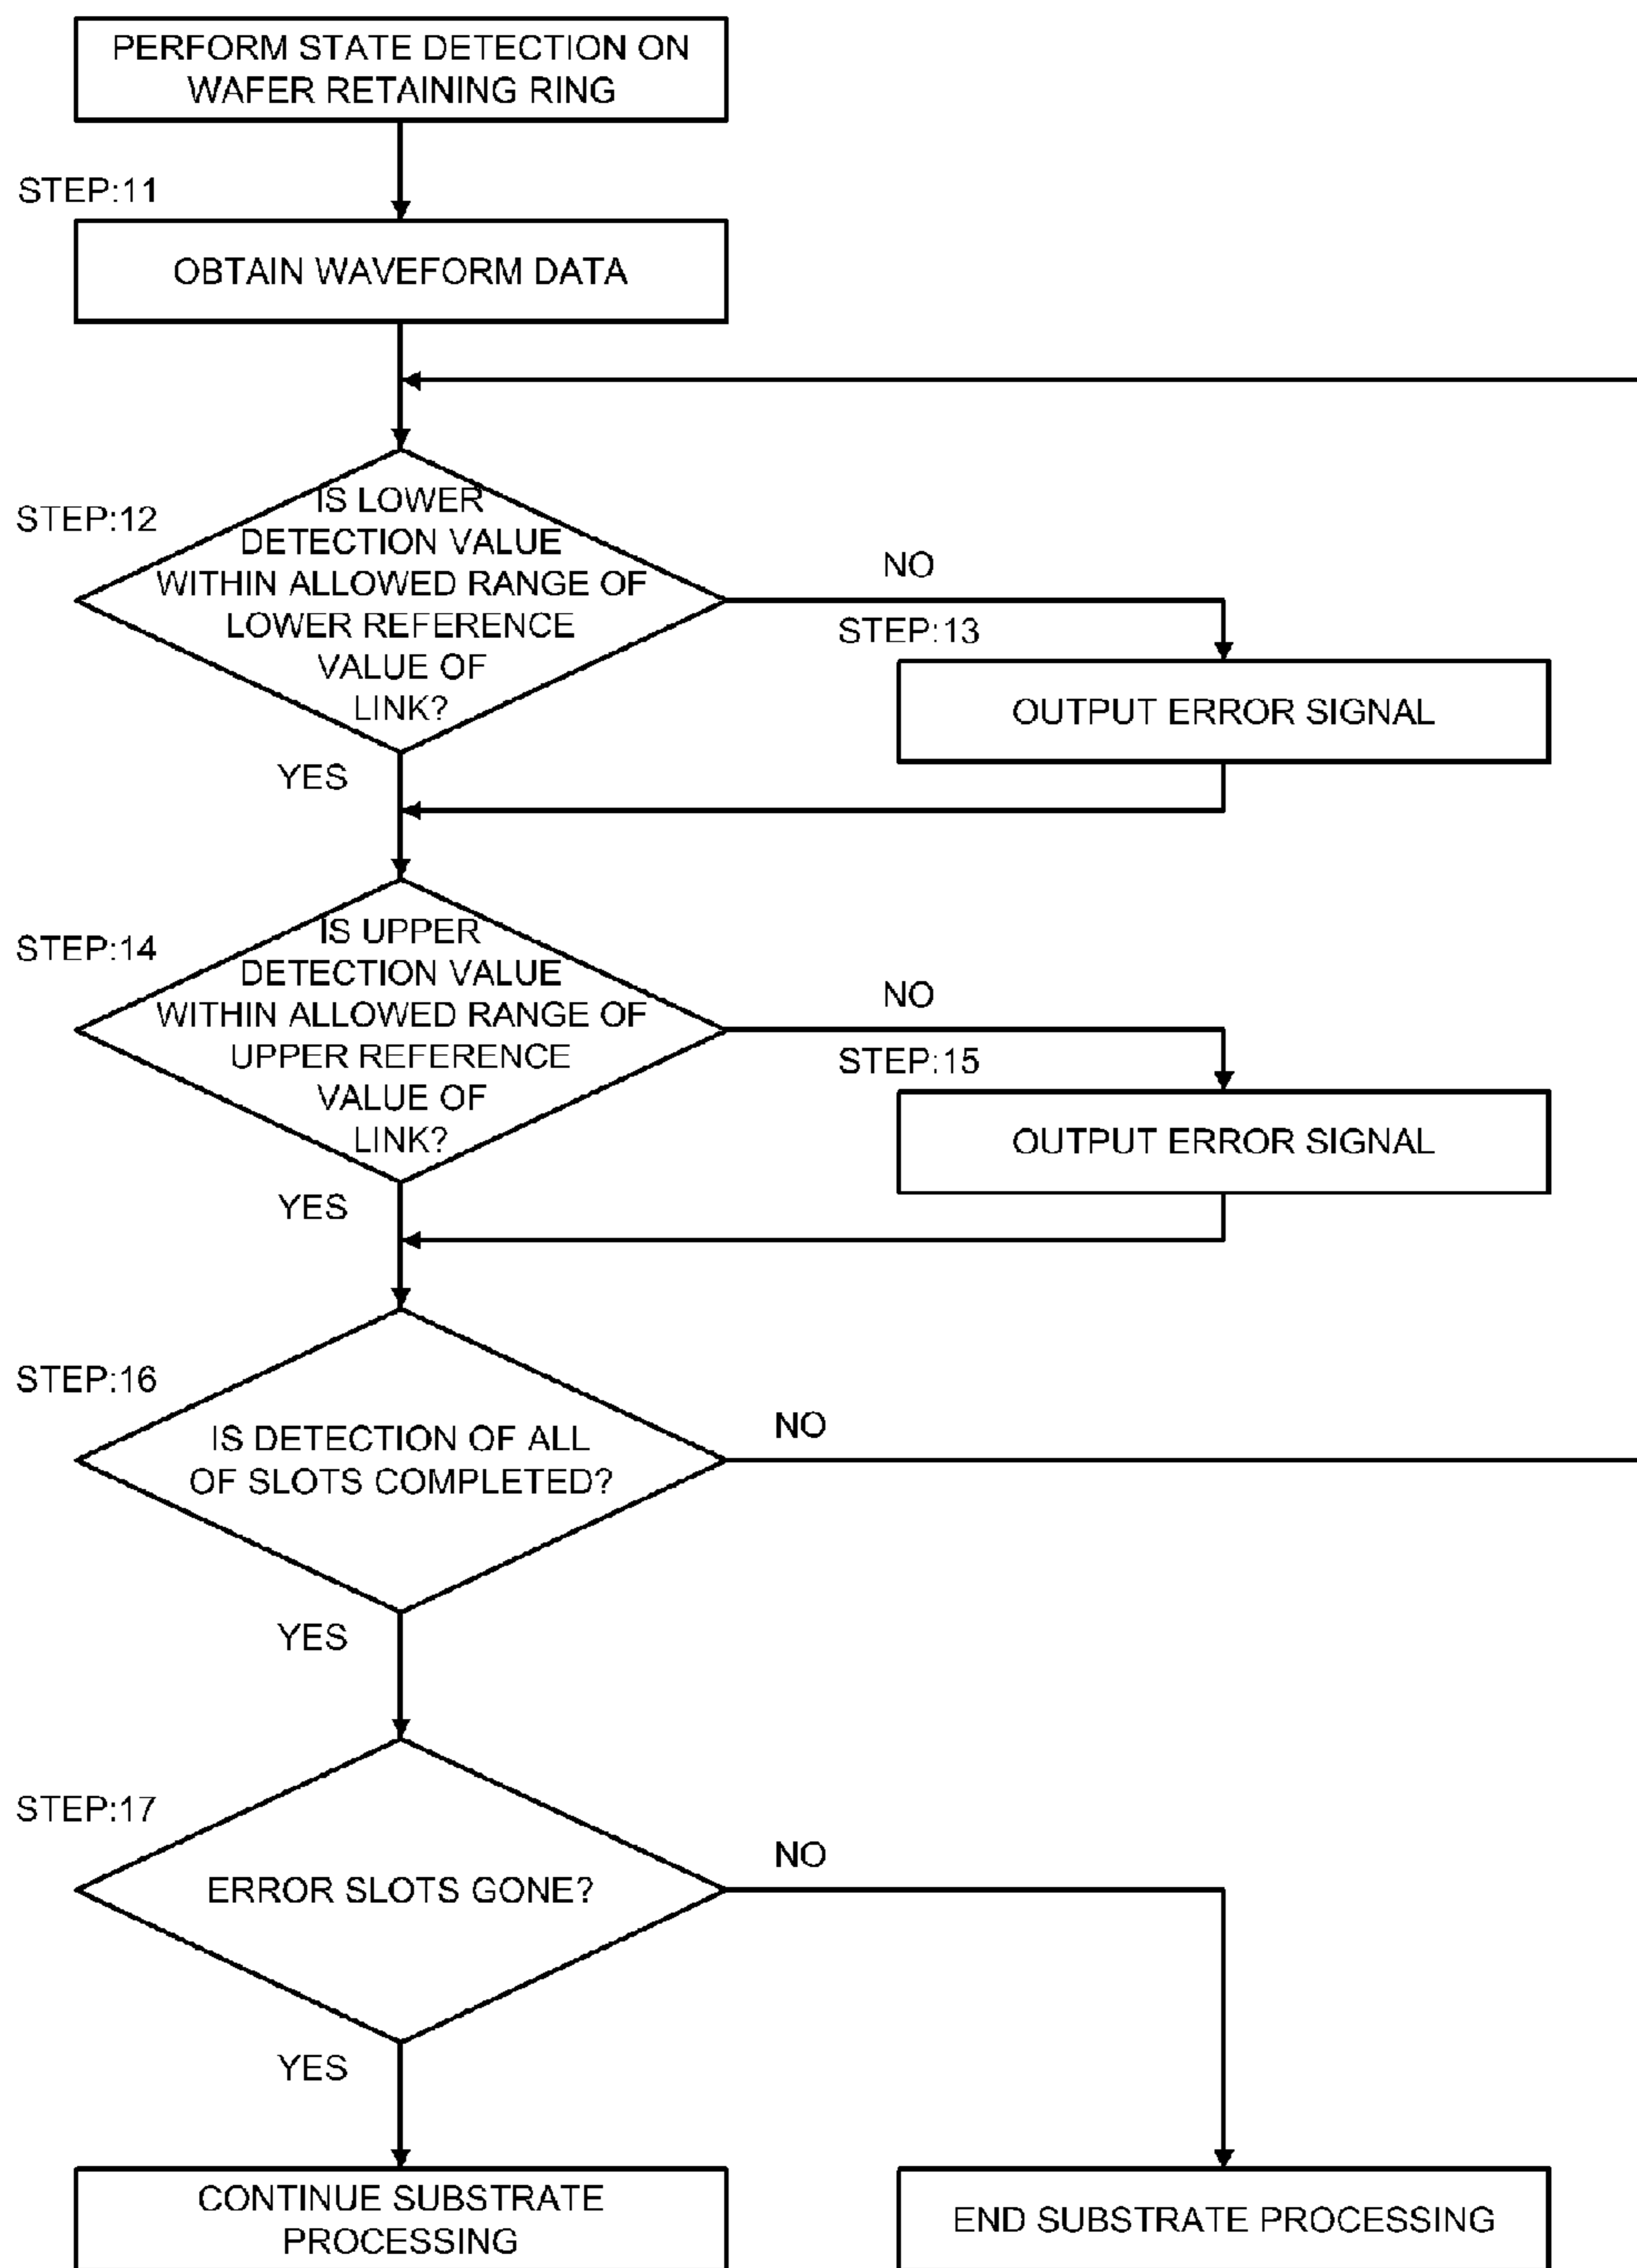 PERFORM STATE DETECTION ON
WAFER RETAINING RING
STEP:11
OBTAIN WAVEFORM DATA
STEP:12
IS LOWER
DETECTION VALUE
WITHIN ALLOWED RANGE OF
LOWER REFERENCE
VALUE OF
LINK?
NO
STEP:13
OUTPUT ERROR SIGNAL
YES
STEP:14
IS UPPER
DETECTION VALUE
WITHIN ALLOWED RANGE OF
UPPER REFERENCE
VALUE OF
LINK?
NO
STEP:15
OUTPUT ERROR SIGNAL
YES
STEP:16
IS DETECTION OF ALL
OF SLOTS COMPLETED?
NO
YES
STEP:17
ERROR SLOTS GONE?
NO
YES
CONTINUE SUBSTRATE
PROCESSING
END SUBSTRATE PROCESSING